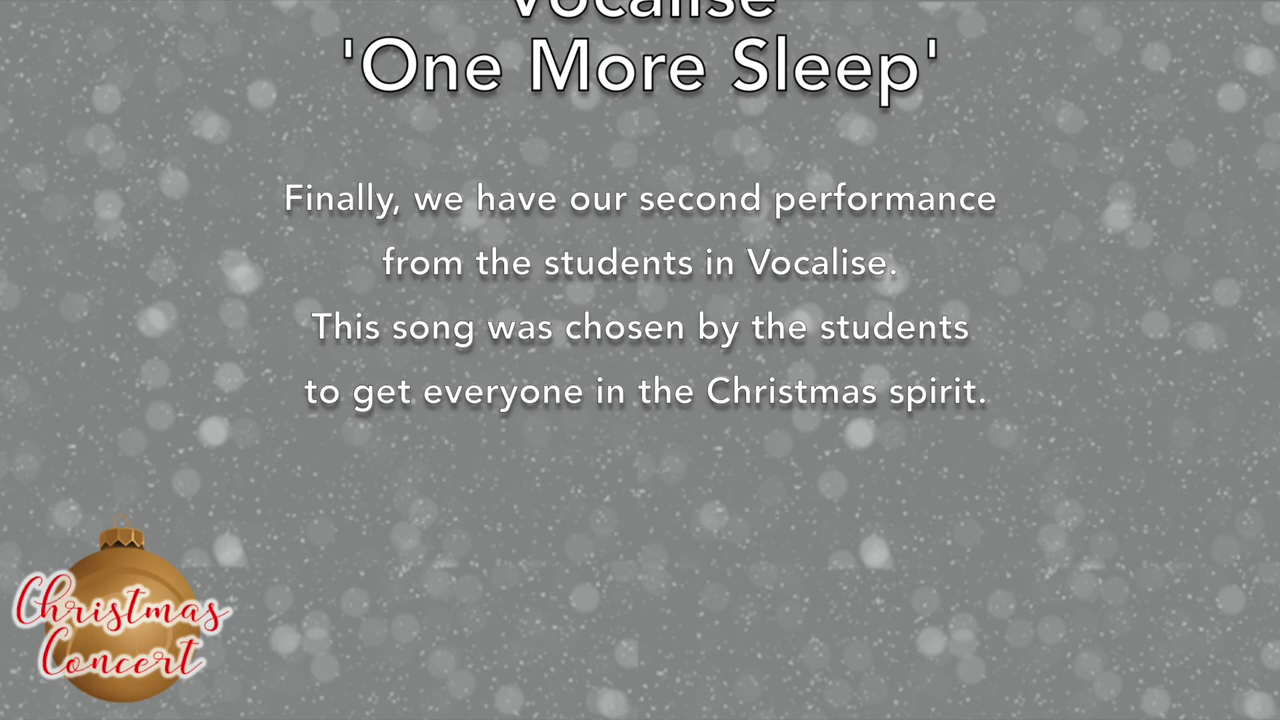 Vocalise
'One More Sleep'
Finally, we have our second performance
from the students in Vocalise.
This song was chosen by the students
to get everyone in the Christmas spirit.
Christmas
Concert